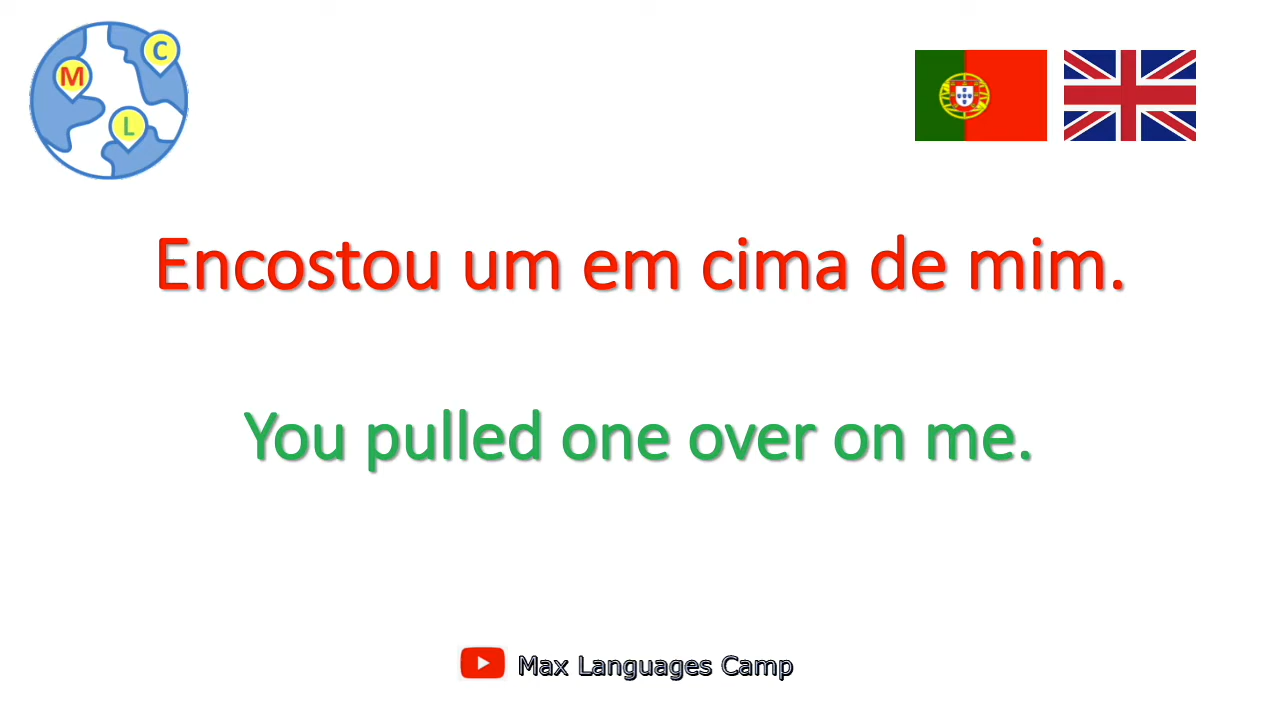 C
M
L
Encostou um em cima de mim.
You pulled one over on me.
Max Languages Camp